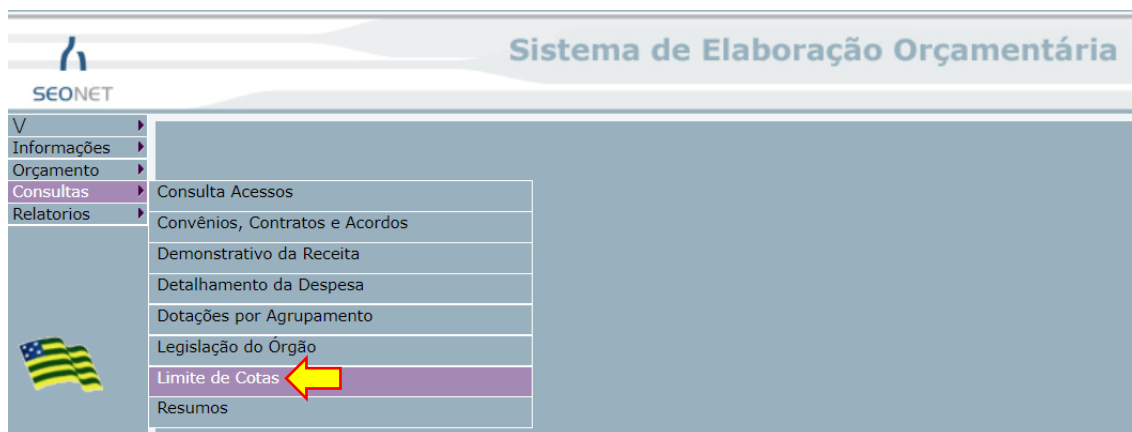 Sistema de Elaboração Orçamentária
SEONET
V
Informações
Orçamento
Consultas
Relatorios
Consulta Acessos
Convênios, Contratos e Acordos
Demonstrativo da Receita
Detalhamento da Despesa
Dotações por Agrupamento
Legislação do Órgão
Limite de Cotas
Resumos